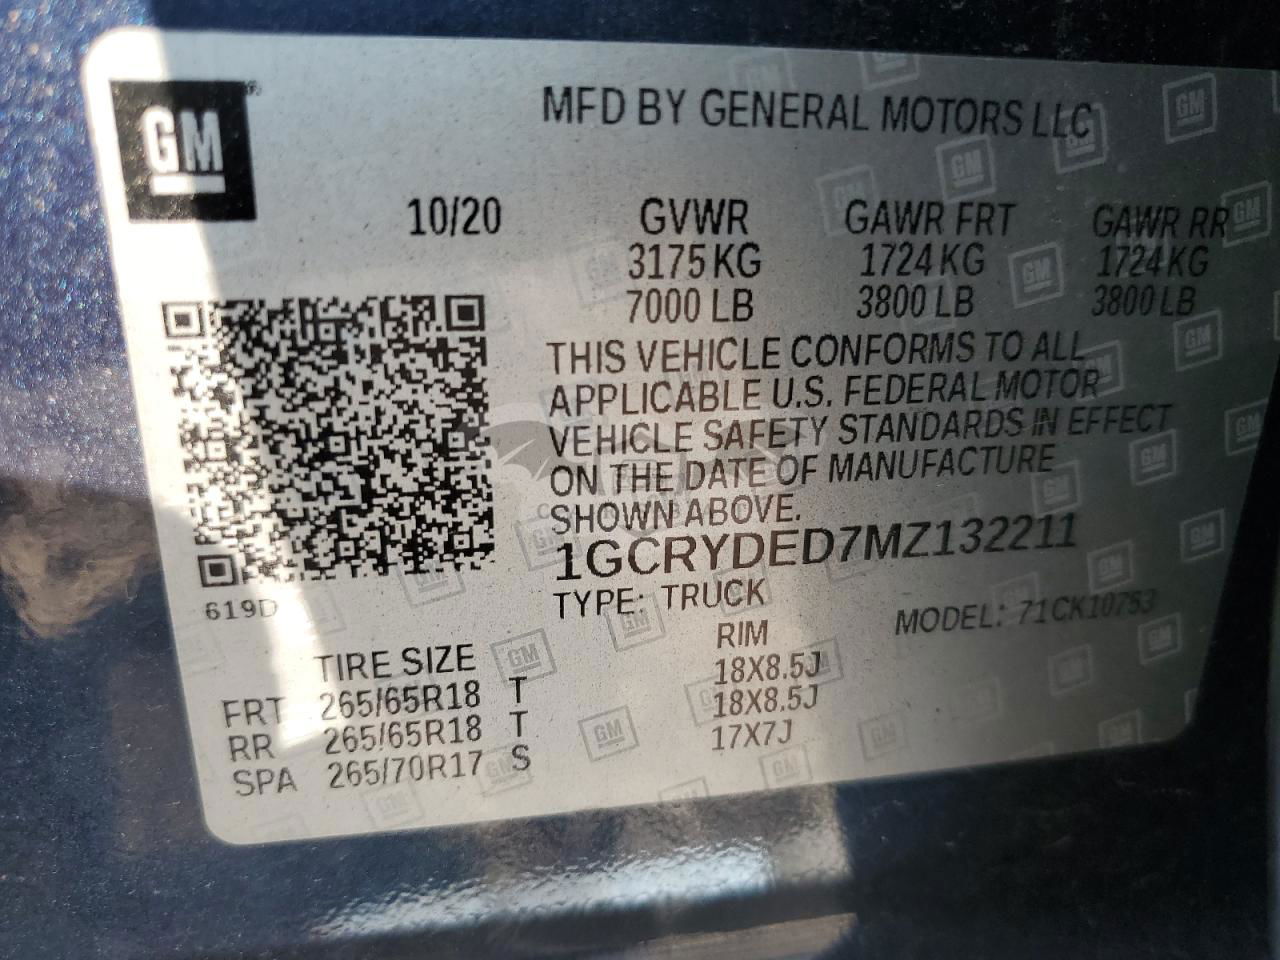 GM
MFD BY GENERAL MOTORS LLC
10/20 GVWR GAWR FRT GAWR RR
3175 KG 1724 KG 1724 KG
7000 LB 3800 LB 3800 LB
THIS VEHICLE CONFORMS TO ALL
APPLICABLE U.S. FEDERAL MOTOR
VEHICLE SAFETY STANDARDS IN EFFECT
ON THE DATE OF MANUFACTURE
SHOWN ABOVE.
1GCRYDED7MZ132211
619D
TYPE: TRUCK
MODEL: 71CK10753
TIRE SIZE RIM
FRT 265/65R18 T 18X8.5J
RR 265/65R18 T 18X8.5J
SPA 265/70R17 S 17X7J